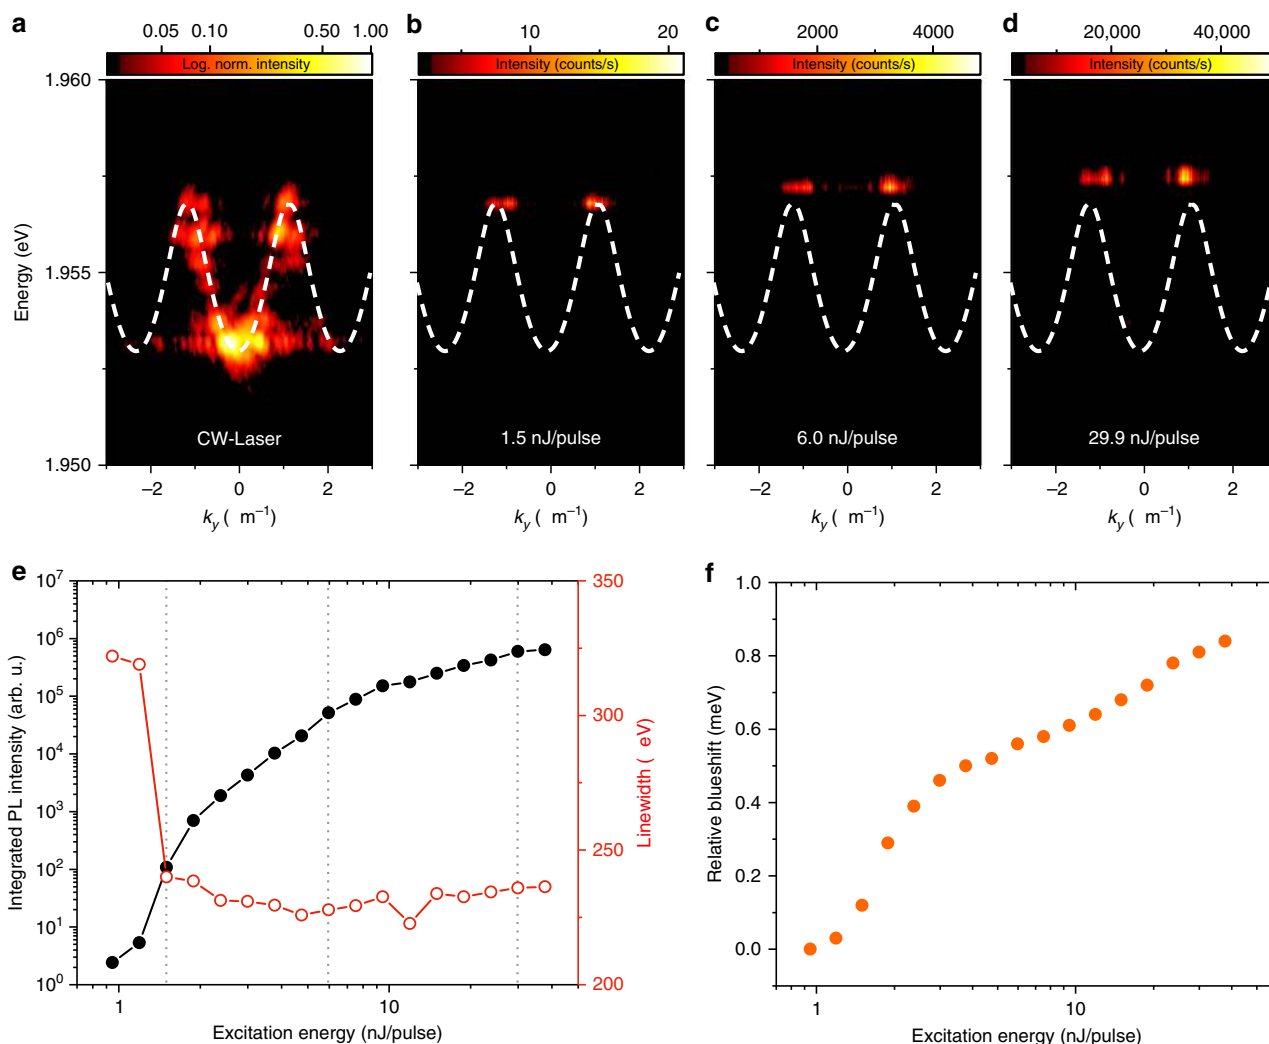 a
0.05 0.10 0.50 1.00
Log. norm. intensity
b
10 20
Intensity (counts/s)
c
2000 4000
Intensity (counts/s)
d
20,000 40,000
Intensity (counts/s)
1.960
1.955
1.950
Energy (eV)
CW-Laser
1.5 nJ/pulse
6.0 nJ/pulse
29.9 nJ/pulse
−2 0 2
−2 0 2
−2 0 2
−2 0 2
ky ( m−1)
ky ( m−1)
ky ( m−1)
ky ( m−1)
e
10⁷
10⁶
10⁵
10⁴
10³
10²
10¹
10⁰
Integrated PL intensity (arb. u.)
350
300
250
200
Linewidth ( eV)
1 10
Excitation energy (nJ/pulse)
f
1.0
0.8
0.6
0.4
0.2
0.0
Relative blueshift (meV)
1 10
Excitation energy (nJ/pulse)